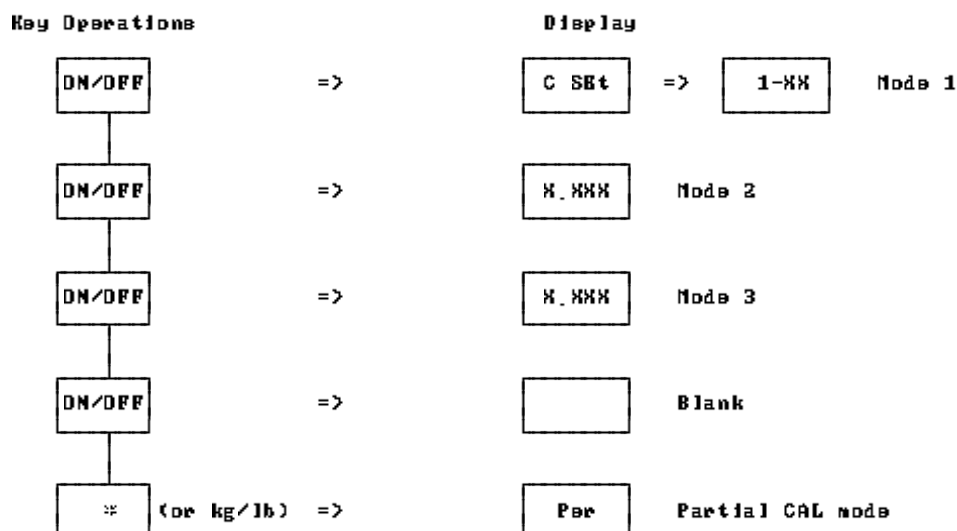 Key Operations Display
ON/OFF => C SEt => 1-XX Mode 1
ON/OFF => X.XXX Mode 2
ON/OFF => X.XXX Mode 3
ON/OFF => Blank
* (or kg/lb) => Per Partial CAL mode